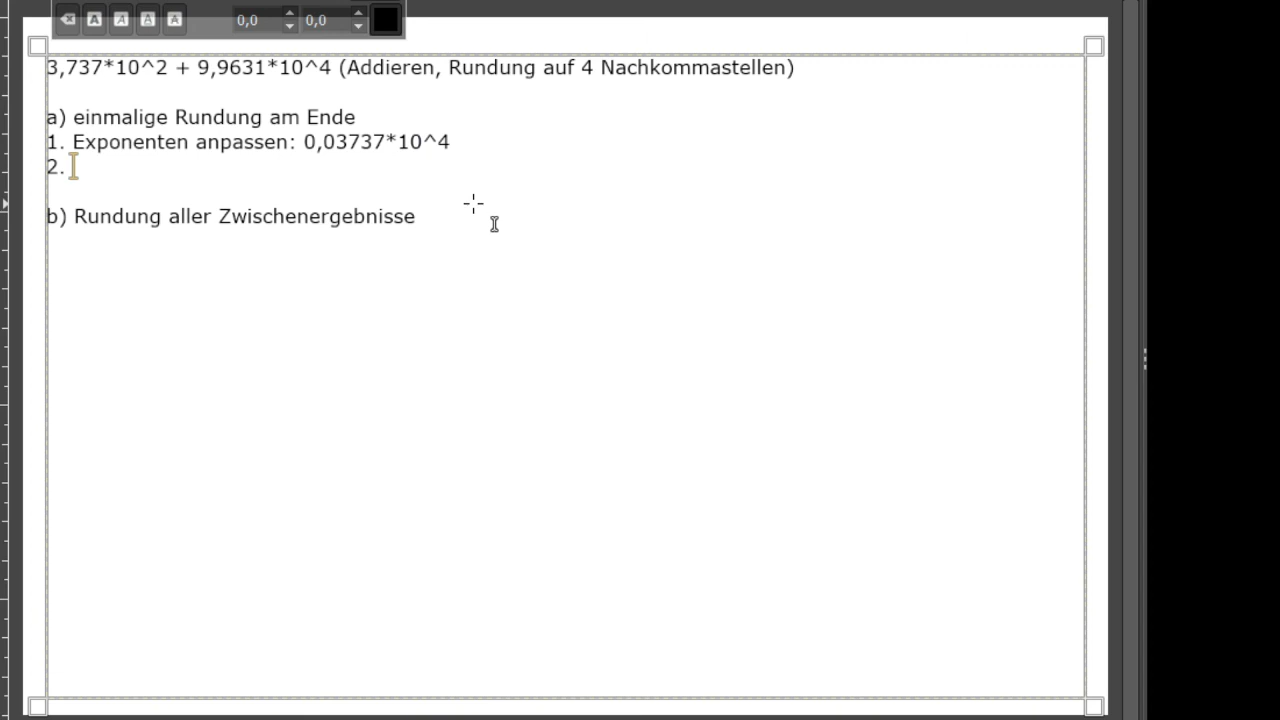 0,0 0,0
3,737*10^2 + 9,9631*10^4 (Addieren, Rundung auf 4 Nachkommastellen)
a) einmalige Rundung am Ende
1. Exponenten anpassen: 0,03737*10^4
2.
b) Rundung aller Zwischenergebnisse